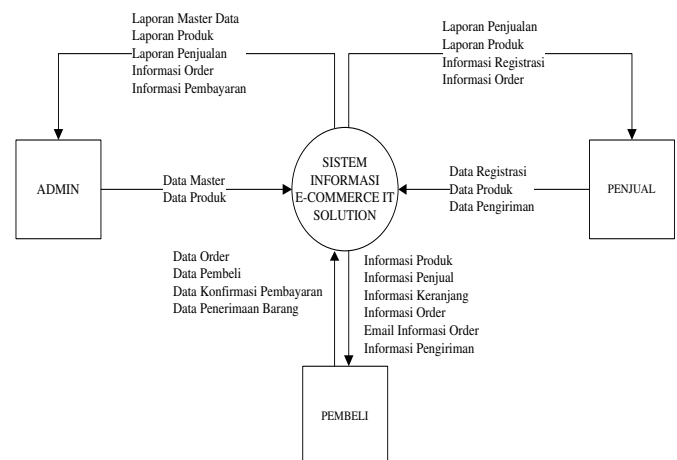 Laporan Master Data
Laporan Produk
Laporan Penjualan
Informasi Order
Informasi Pembayaran
Laporan Penjualan
Laporan Produk
Informasi Registrasi
Informasi Order
ADMIN
Data Master
Data Produk
SISTEM
INFORMASI
E-COMMERCE IT
SOLUTION
Data Registrasi
Data Produk
Data Pengiriman
PENJUAL
Data Order
Data Pembeli
Data Konfirmasi Pembayaran
Data Penerimaan Barang
Informasi Produk
Informasi Penjual
Informasi Keranjang
Informasi Order
Email Informasi Order
Informasi Pengiriman
PEMBELI